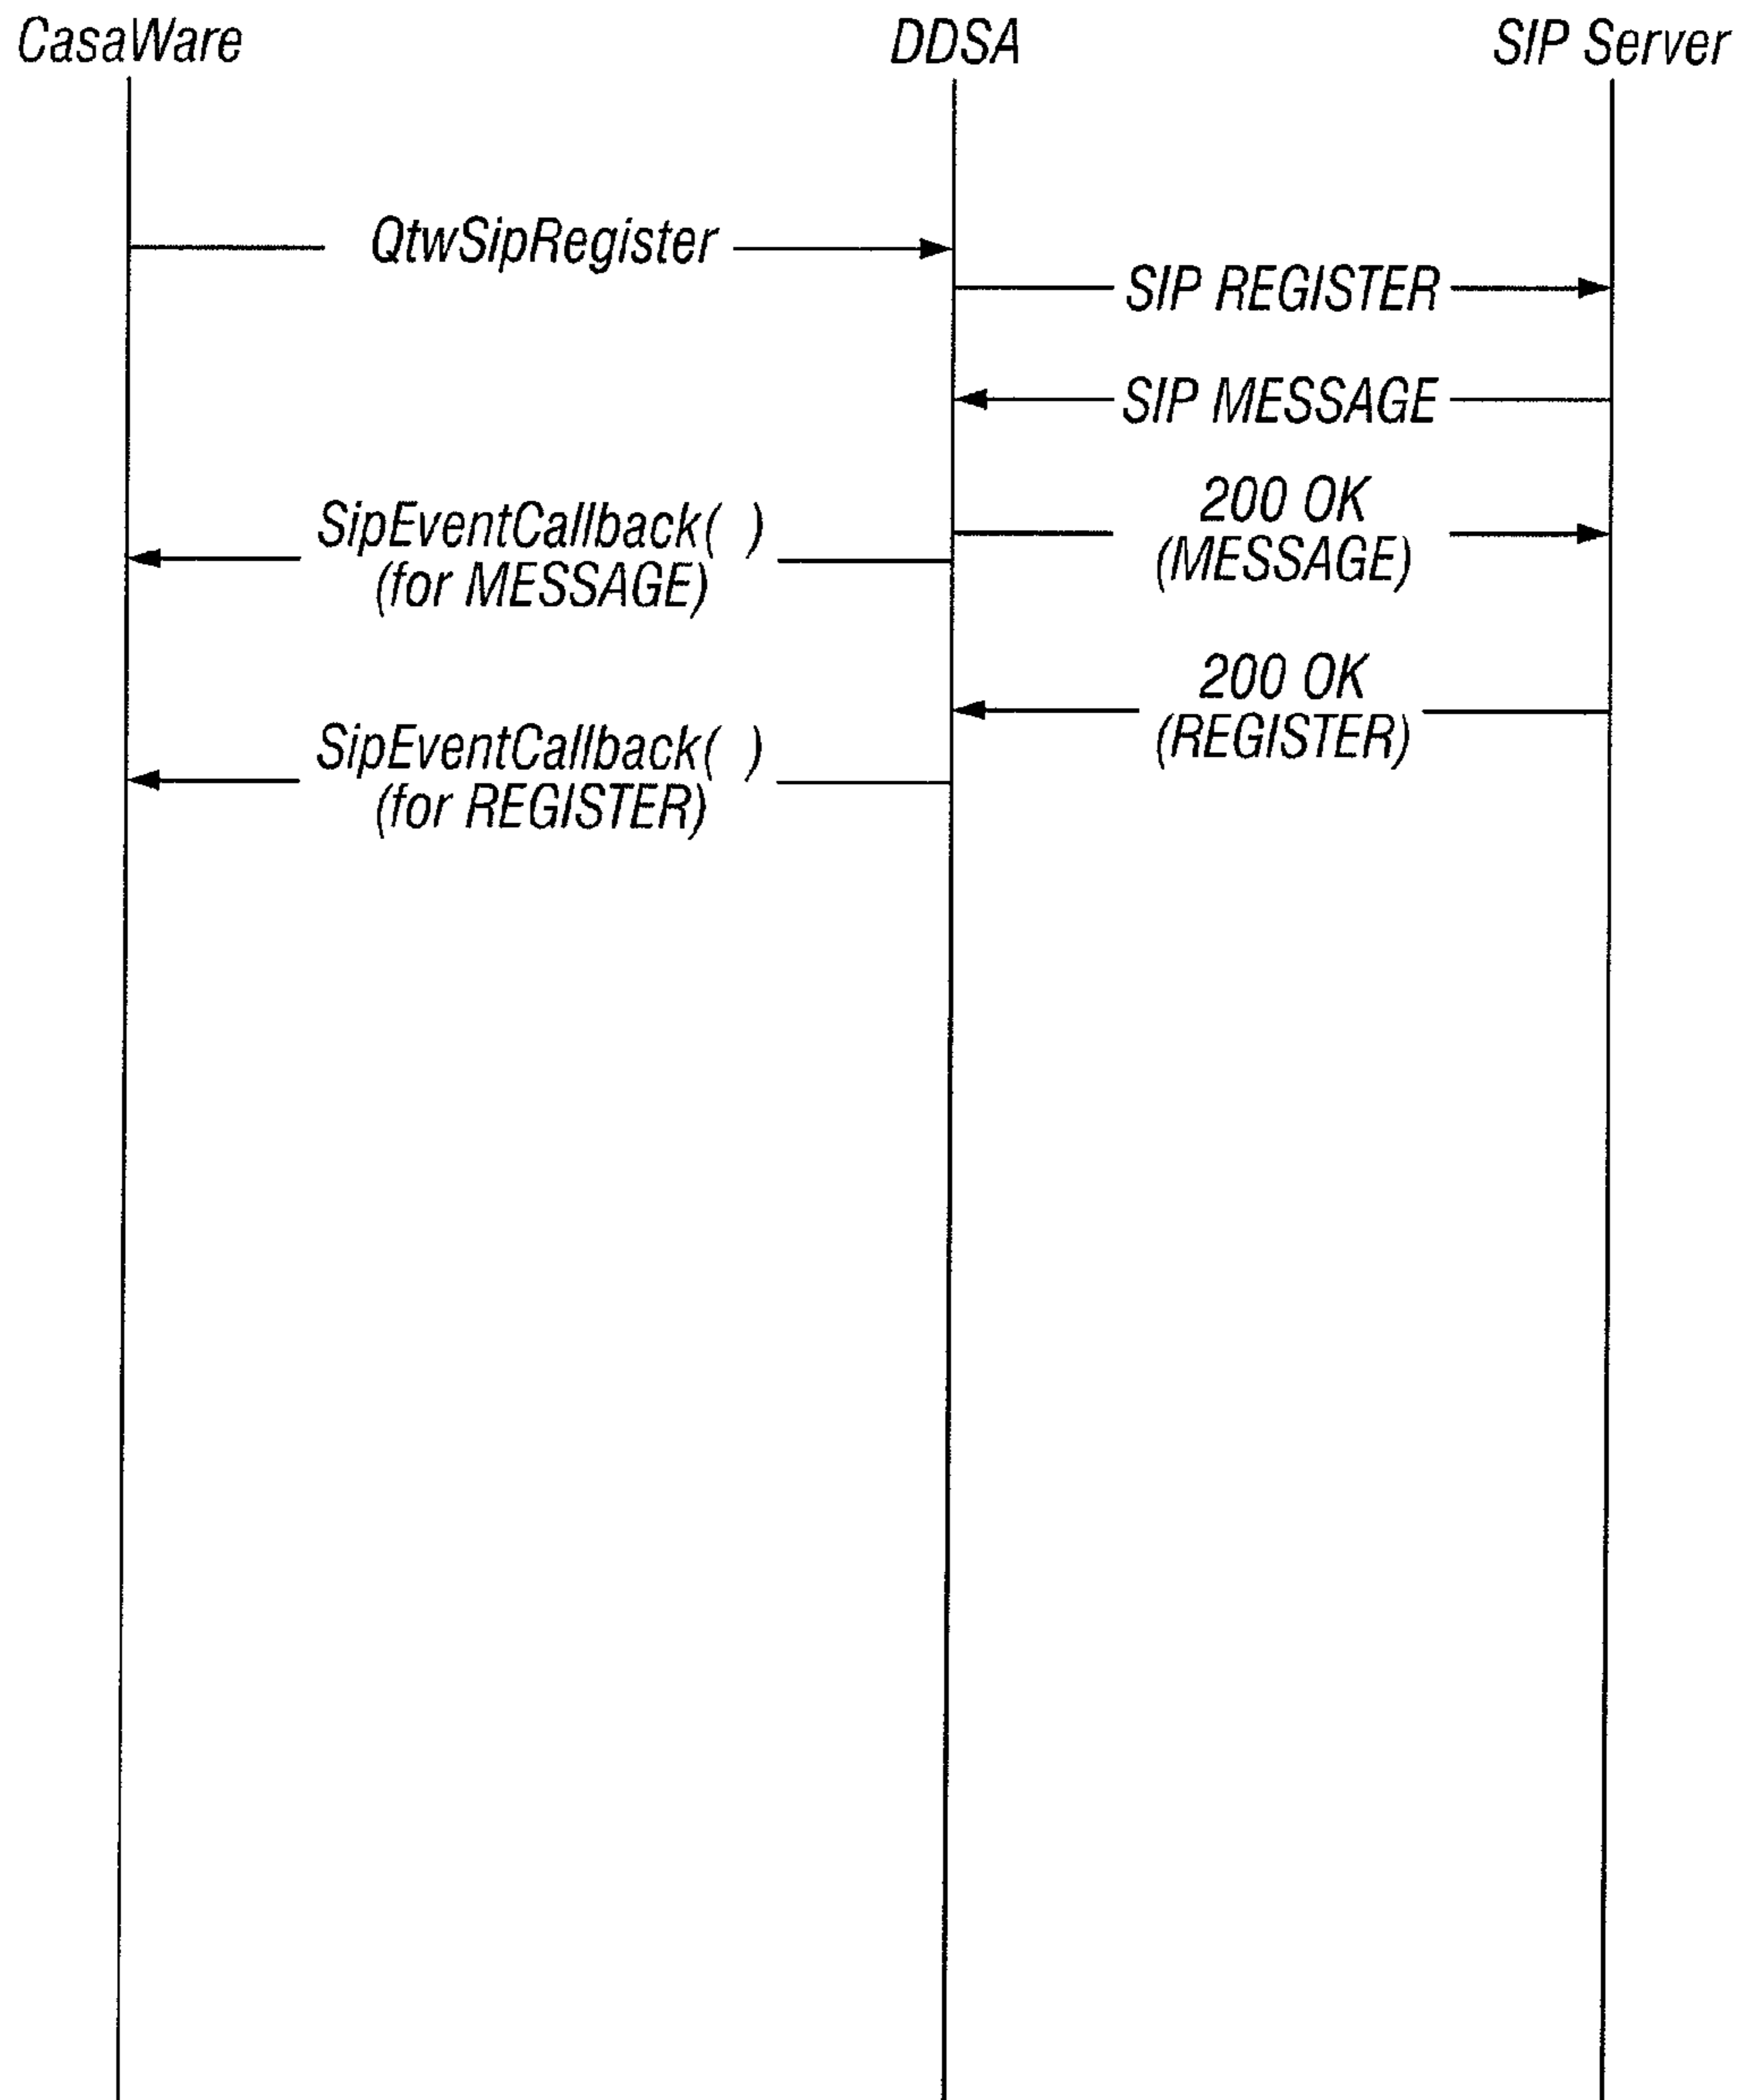 CasaWare DDSA SIP Server
QtwSipRegister
SIP REGISTER
SIP MESSAGE
200 OK
(MESSAGE)
SipEventCallback( )
(for MESSAGE)
200 OK
(REGISTER)
SipEventCallback( )
(for REGISTER)